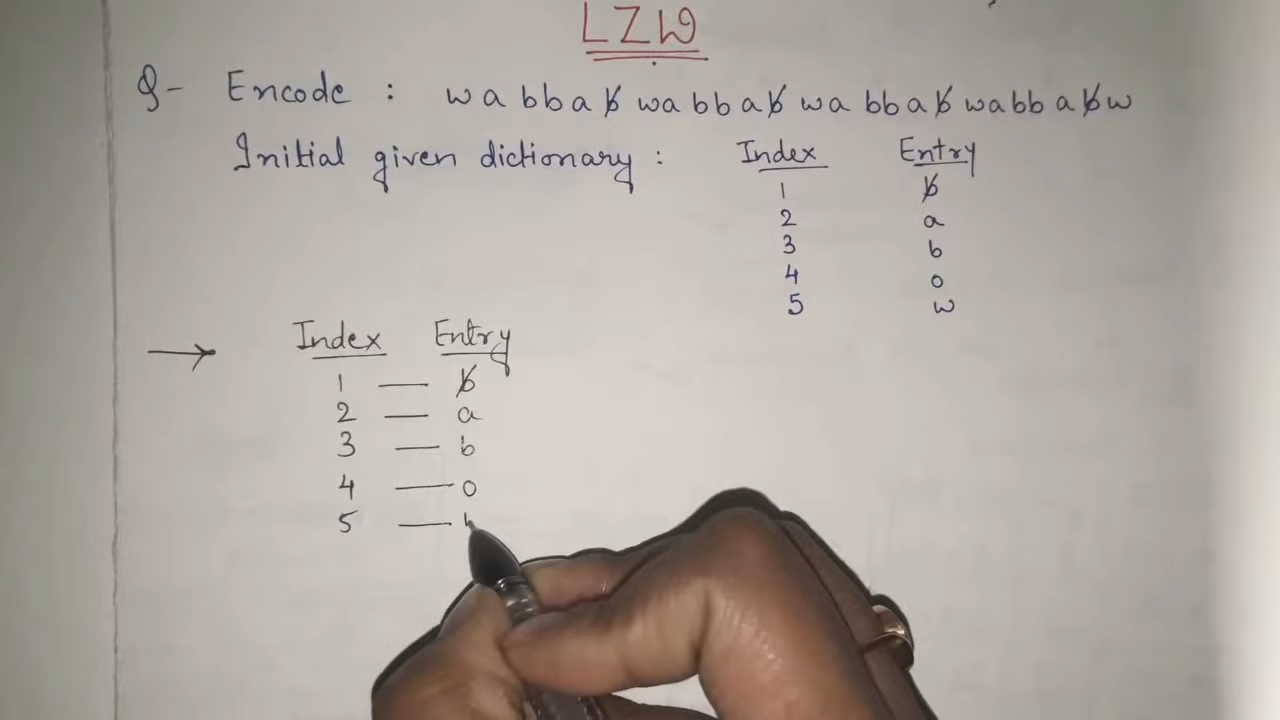 LZW
Q- Encode : wabbaƀwabbaƀwabbaƀwabbaƀw
Initial given dictionary : Index Entry
1 ƀ
2 a
3 b
4 o
5 w
→ Index Entry
1 — ƀ
2 — a
3 — b
4 — o
5 —